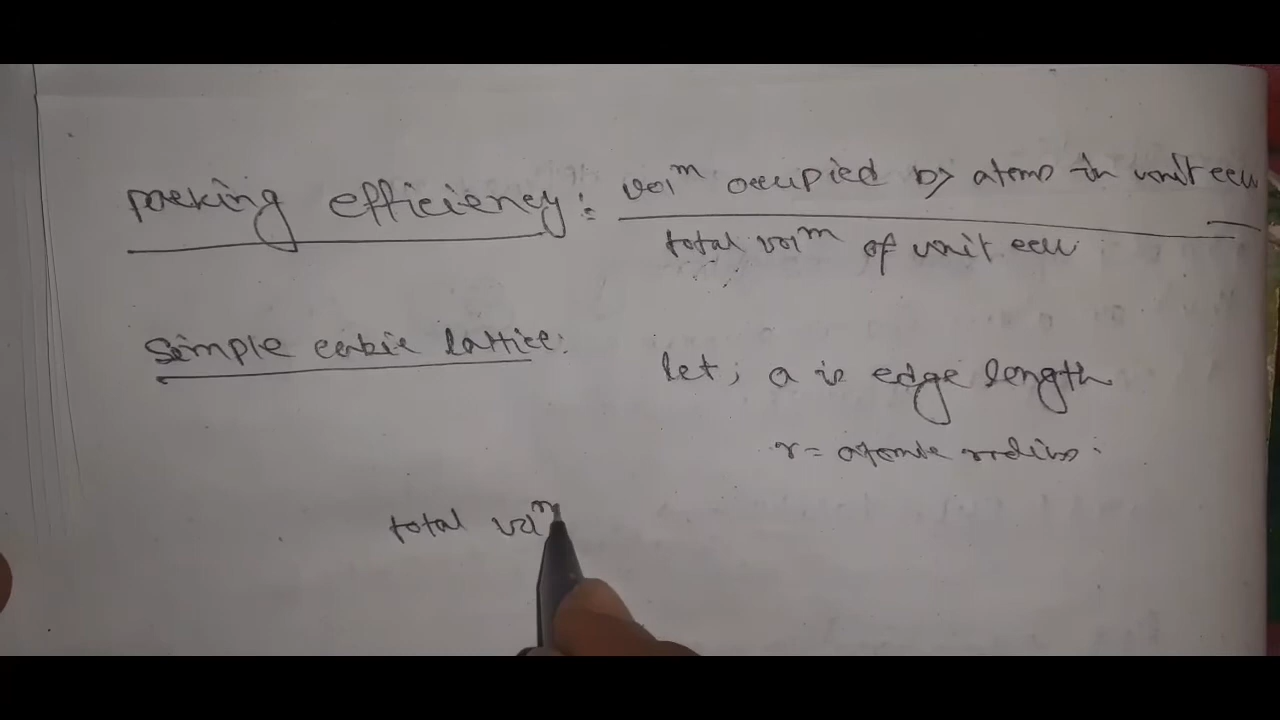 packing efficiency: vol^m occupied by atoms in unit cell
total vol^m of unit cell
Simple cubic lattice:
let, a is edge length
r = atomic radius.
total vol^m